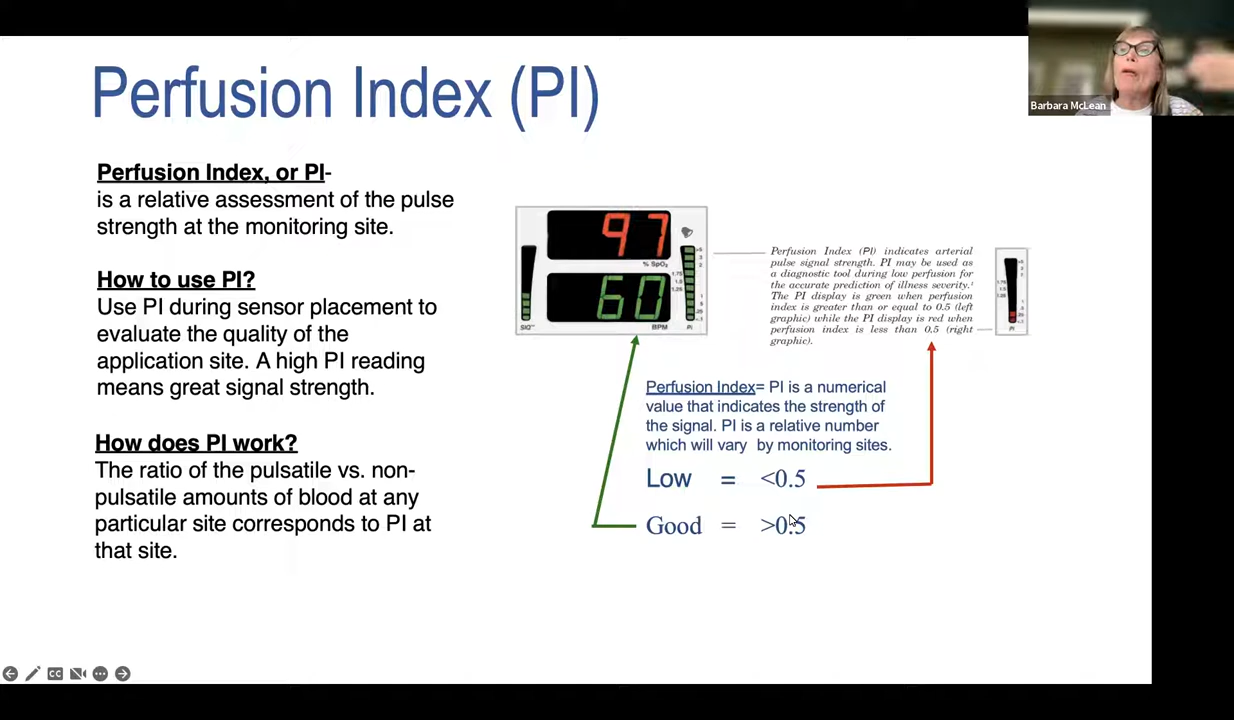 Perfusion Index (PI)
Barbara McLean
Perfusion Index, or PI-
is a relative assessment of the pulse
strength at the monitoring site.
How to use PI?
Use PI during sensor placement to
evaluate the quality of the
application site. A high PI reading
means great signal strength.
How does PI work?
The ratio of the pulsatile vs. non-
pulsatile amounts of blood at any
particular site corresponds to PI at
that site.
97
% SpO₂
60
SIQ™
BPM
PI
Perfusion Index (PI) indicates arterial
pulse signal strength. PI may be used as
a diagnostic tool during low perfusion for
the accurate prediction of illness severity.¹
The PI display is green when perfusion
index is greater than or equal to 0.5 (left
graphic) while the PI display is red when
perfusion index is less than 0.5 (right
graphic).
PI
Perfusion Index= PI is a numerical
value that indicates the strength of
the signal. PI is a relative number
which will vary by monitoring sites.
Low = <0.5
Good = >0.5
CC